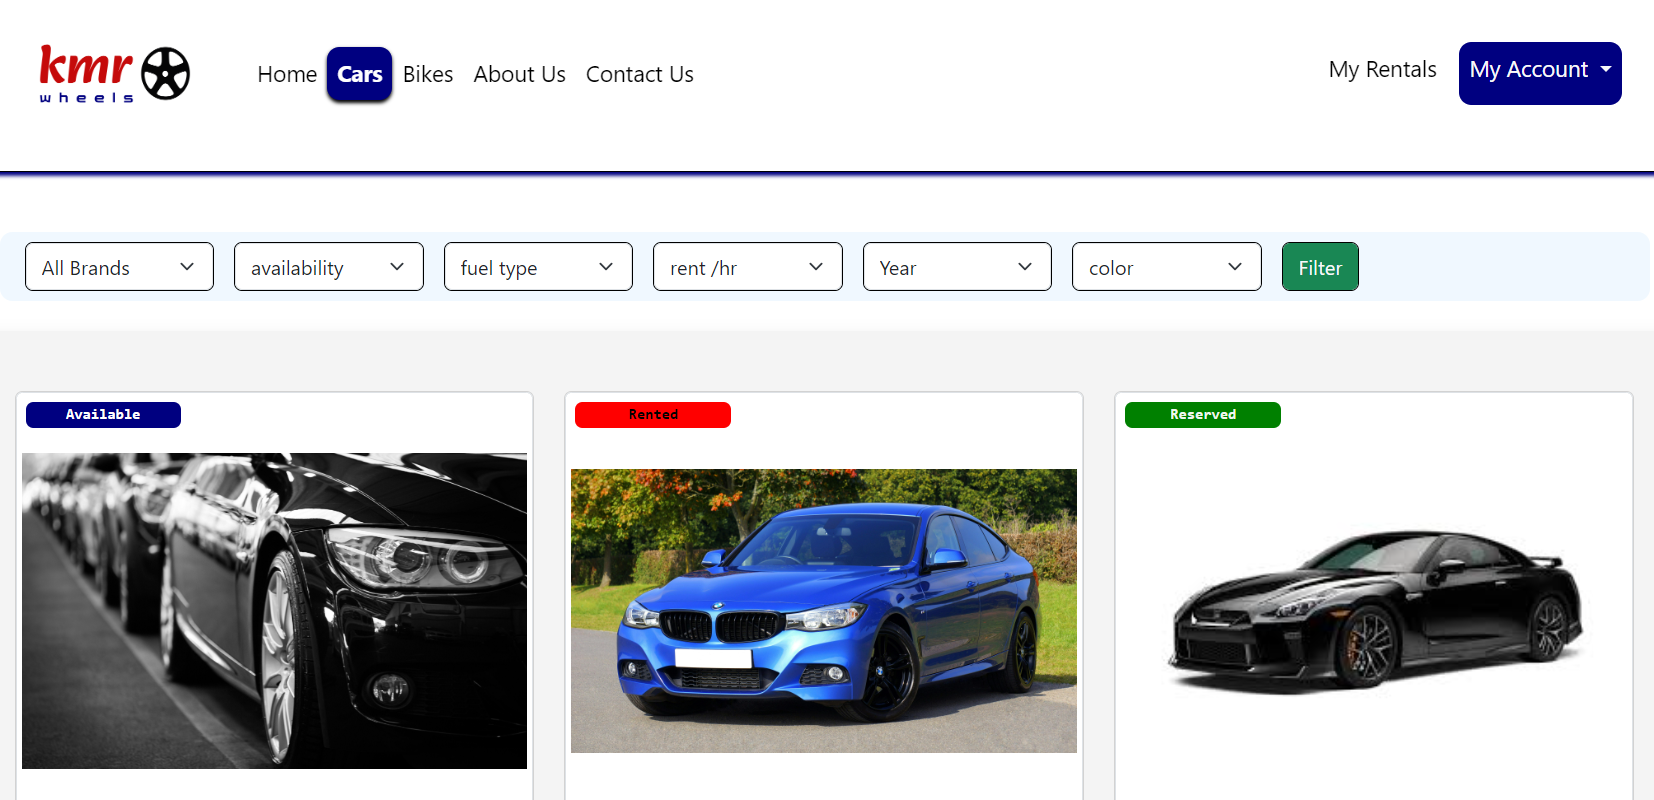 kmr
wheels
Home Cars Bikes About Us Contact Us
My Rentals My Account
All Brands availability fuel type rent /hr Year color Filter
Available
Rented
Reserved